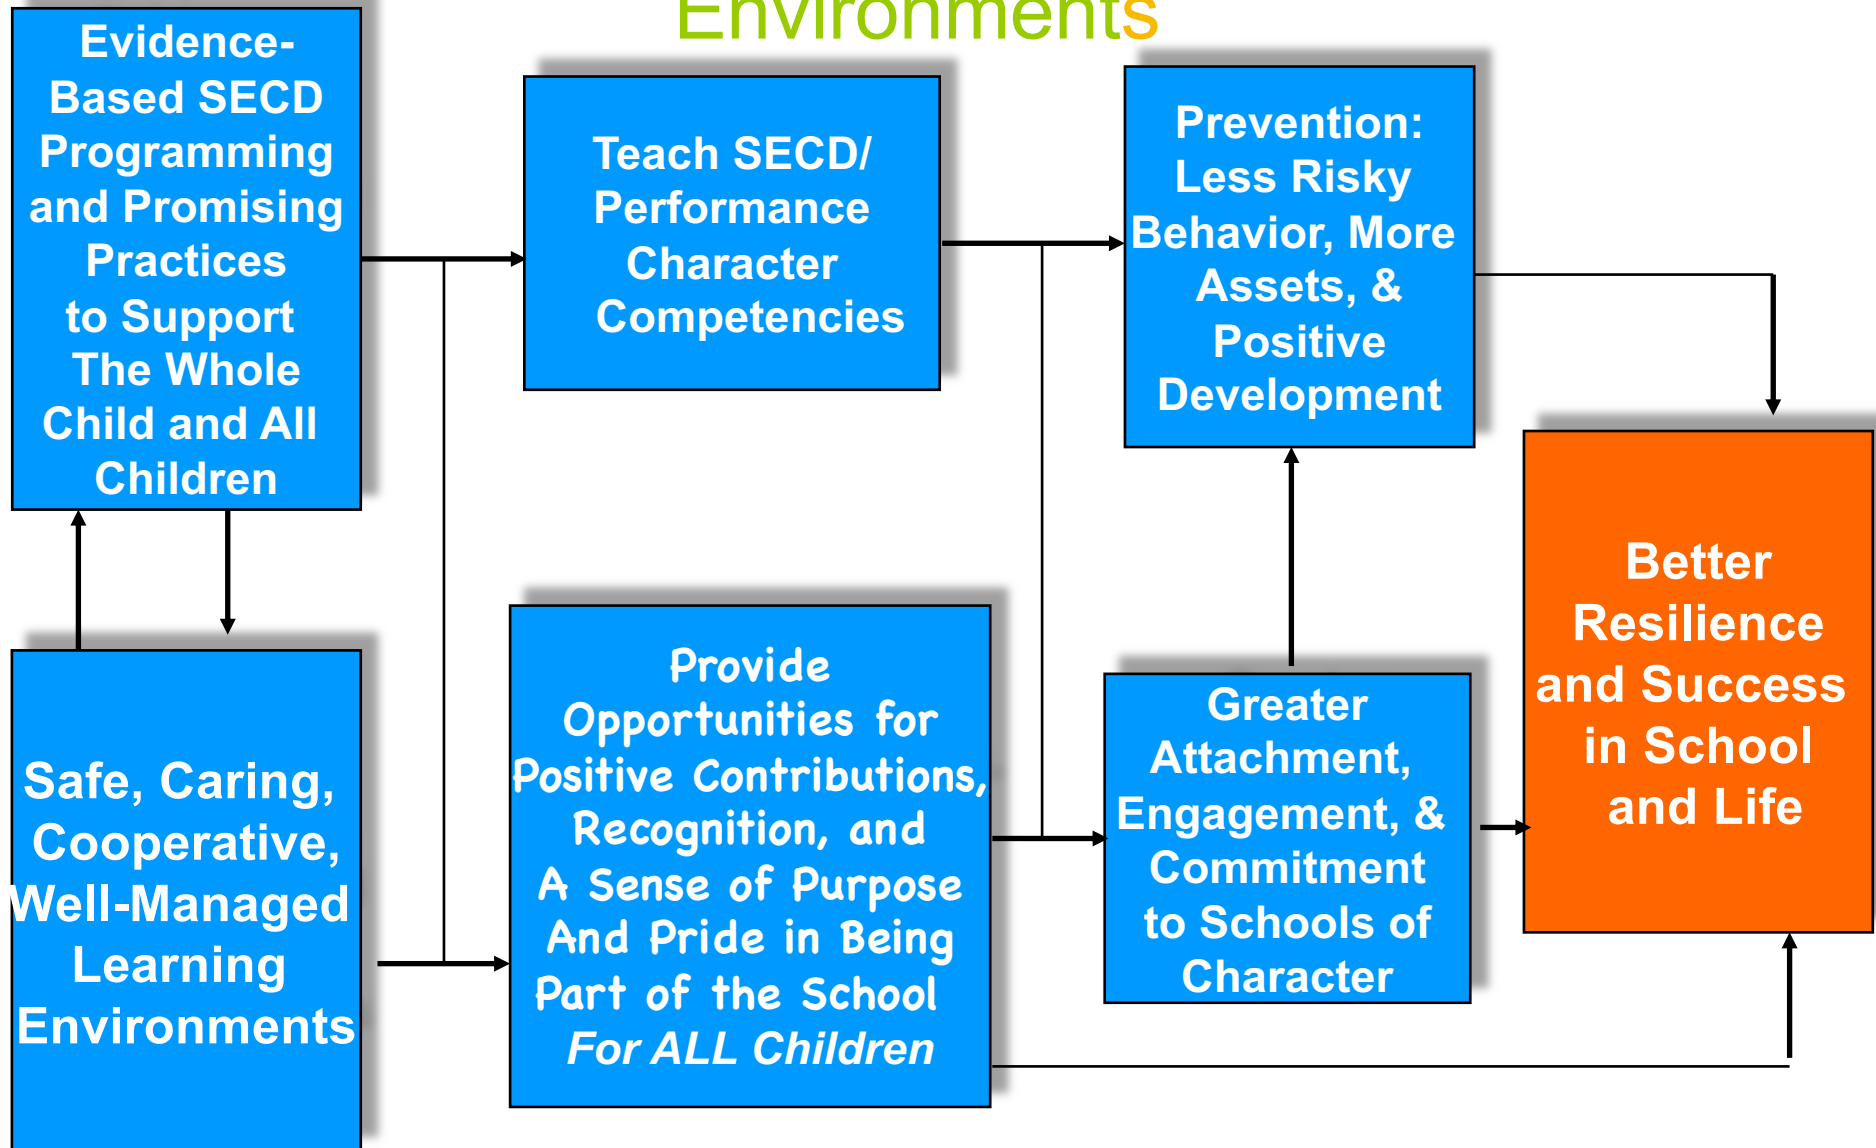 Environments
Evidence-
Based SECD
Programming
and Promising
Practices
to Support
The Whole
Child and All
Children
Teach SECD/
Performance
Character
Competencies
Prevention:
Less Risky
Behavior, More
Assets, &
Positive
Development
Safe, Caring,
Cooperative,
Well-Managed
Learning
Environments
Provide
Opportunities for
Positive Contributions,
Recognition, and
A Sense of Purpose
And Pride in Being
Part of the School
For ALL Children
Greater
Attachment,
Engagement, &
Commitment
to Schools of
Character
Better
Resilience
and Success
in School
and Life